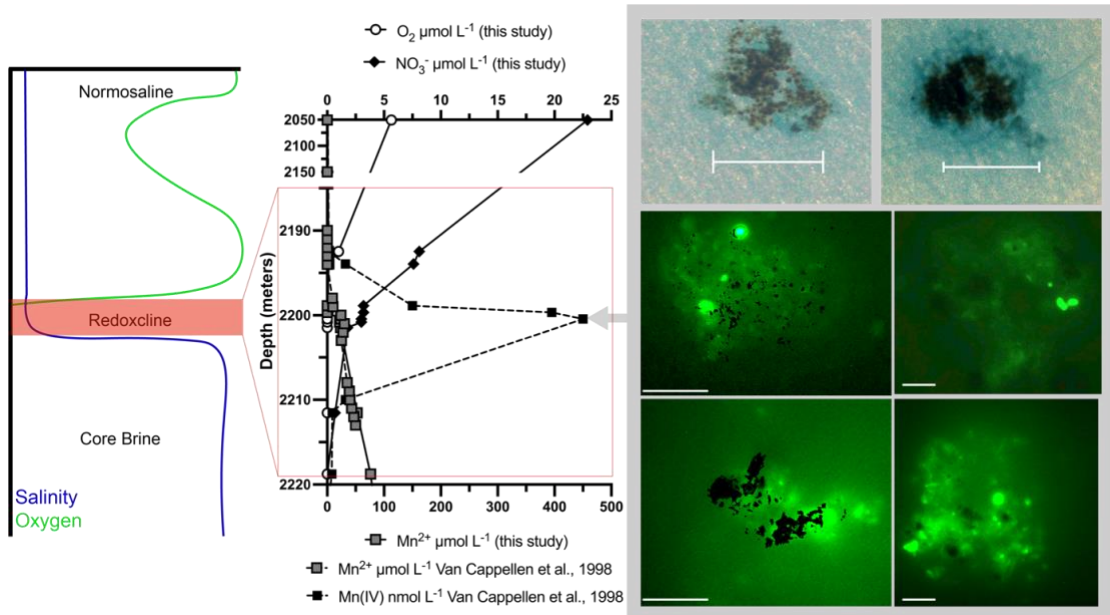 O2 µmol L-1 (this study)
NO3- µmol L-1 (this study)
Normosaline
0 5 10 15 20 25
2050
2100
2150
2190
2200
2210
2220
Depth (meters)
Redoxcline
Core Brine
Salinity
Oxygen
0 100 200 300 400 500
Mn2+ µmol L-1 (this study)
Mn2+ µmol L-1 Van Cappellen et al., 1998
Mn(IV) nmol L-1 Van Cappellen et al., 1998